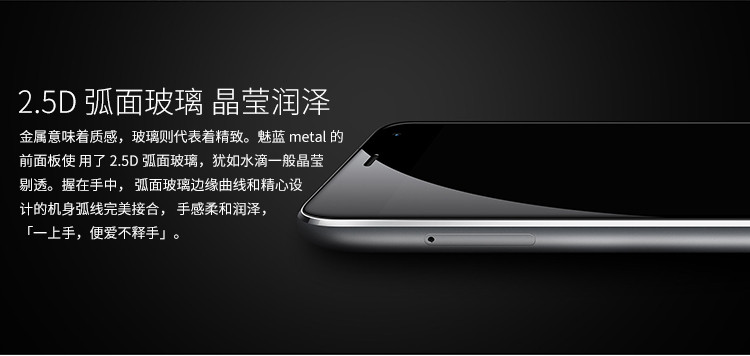 2.5D 弧面玻璃 晶莹润泽
金属意味着质感，玻璃则代表着精致。魅蓝 metal 的
前面板使 用了 2.5D 弧面玻璃，犹如水滴一般晶莹
剔透。握在手中， 弧面玻璃边缘曲线和精心设
计的机身弧线完美接合， 手感柔和润泽，
「一上手，便爱不释手」。